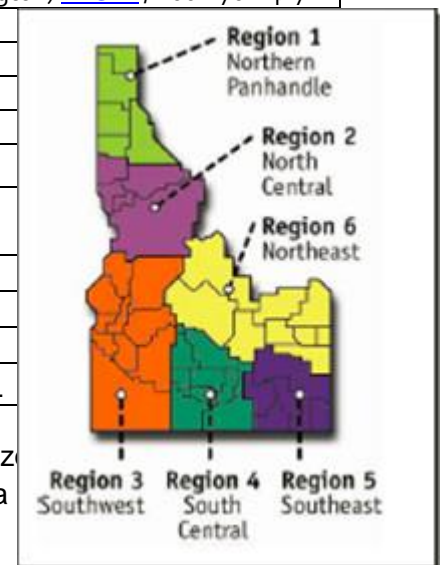 Region 1
Northern
Panhandle
Region 2
North
Central
Region 6
Northeast
Region 3
Southwest
Region 4
South
Central
Region 5
Southeast
a